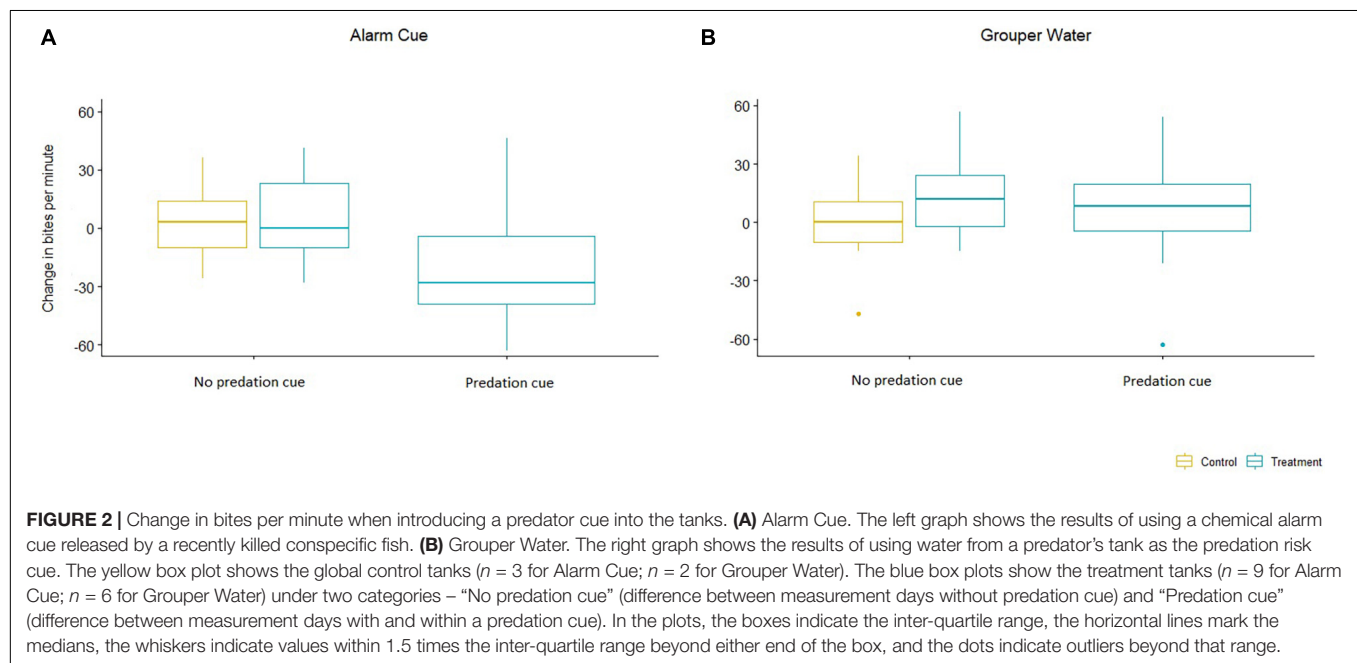 A
Alarm Cue
B
Grouper Water
Change in bites per minute
60
30
0
-30
-60
No predation cue
Predation cue
60
30
0
-30
-60
No predation cue
Predation cue
Control
Treatment
FIGURE 2 | Change in bites per minute when introducing a predator cue into the tanks. (A) Alarm Cue. The left graph shows the results of using a chemical alarm
cue released by a recently killed conspecific fish. (B) Grouper Water. The right graph shows the results of using water from a predator's tank as the predation risk
cue. The yellow box plot shows the global control tanks (n = 3 for Alarm Cue; n = 2 for Grouper Water). The blue box plots show the treatment tanks (n = 9 for Alarm
Cue; n = 6 for Grouper Water) under two categories – "No predation cue" (difference between measurement days without predation cue) and "Predation cue"
(difference between measurement days with and within a predation cue). In the plots, the boxes indicate the inter-quartile range, the horizontal lines mark the
medians, the whiskers indicate values within 1.5 times the inter-quartile range beyond either end of the box, and the dots indicate outliers beyond that range.